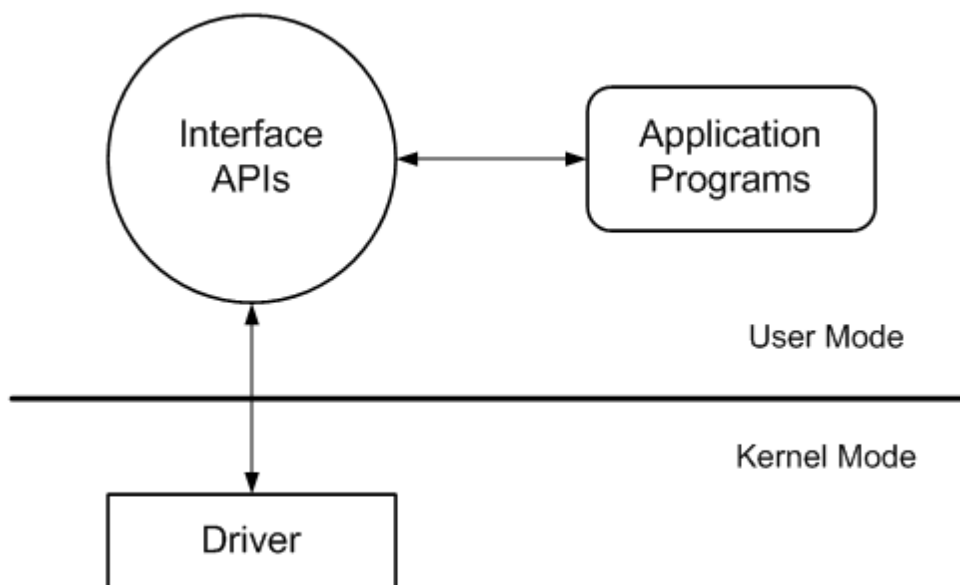 Interface
APIs
Application
Programs
User Mode
Kernel Mode
Driver